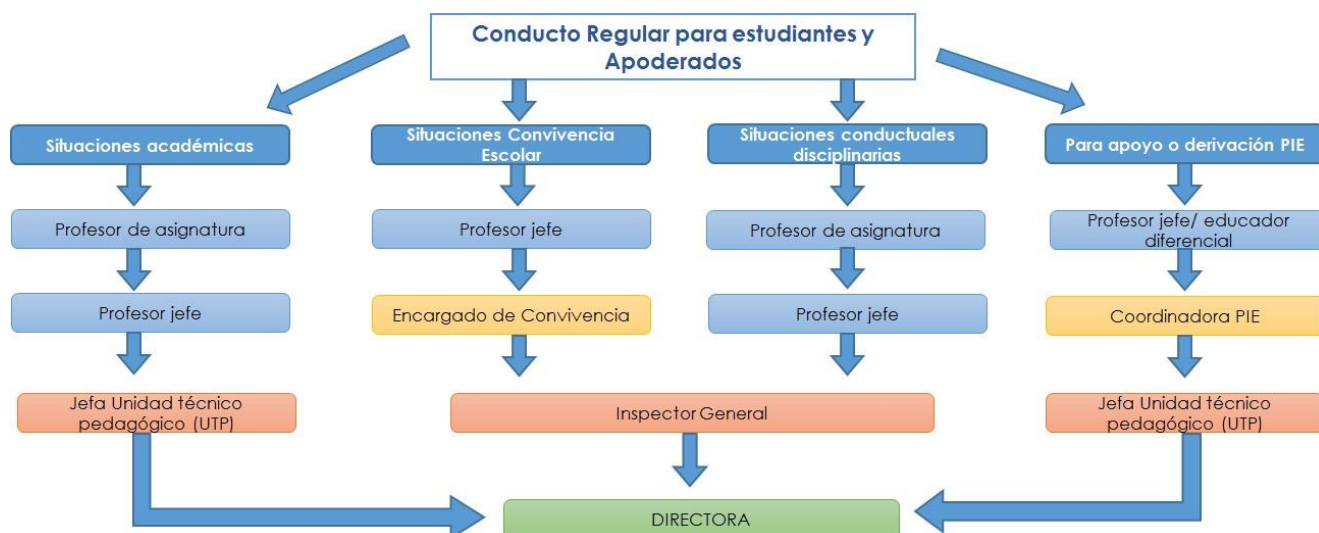 Conducto Regular para estudiantes y
Apoderados
Situaciones académicas
Situaciones Convivencia
Escolar
Situaciones conductuales
disciplinarias
Para apoyo o derivación PIE
Profesor de asignatura
Profesor jefe
Profesor de asignatura
Profesor jefe/ educador
diferencial
Profesor jefe
Encargado de Convivencia
Profesor jefe
Coordinadora PIE
Jefa Unidad técnico
pedagógico (UTP)
Inspector General
Jefa Unidad técnico
pedagógico (UTP)
DIRECTORA